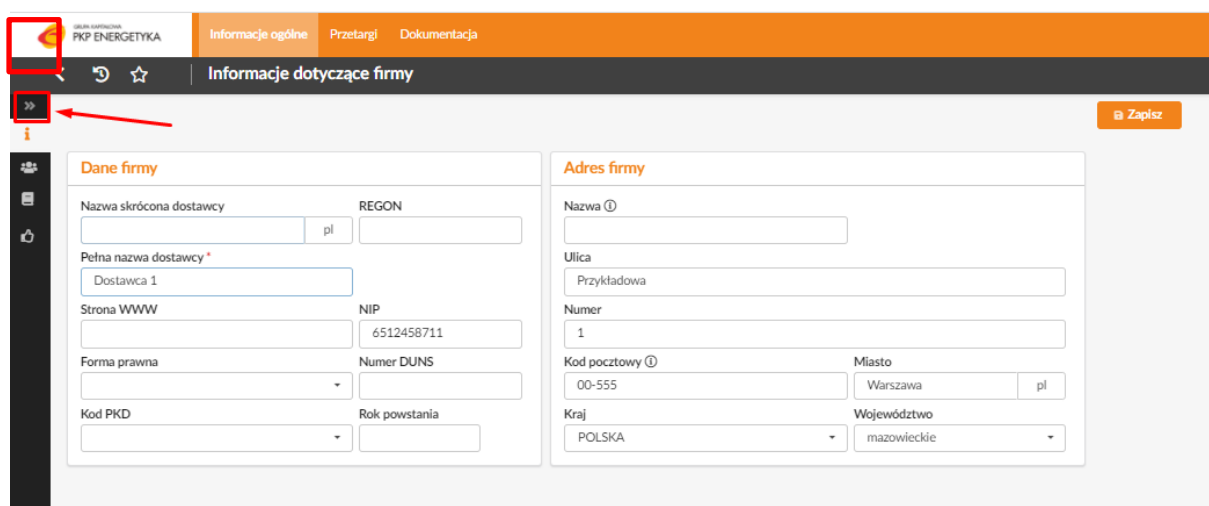 GRUPA KAPITAŁOWA
PKP ENERGETYKA
Informacje ogólne Przetargi Dokumentacja
Informacje dotyczące firmy
Zapisz
Dane firmy
Nazwa skrócona dostawcy REGON
pl
Pełna nazwa dostawcy *
Dostawca 1
Strona WWW NIP
6512458711
Forma prawna Numer DUNS
Kod PKD Rok powstania
Adres firmy
Nazwa
Ulica
Przykładowa
Numer
1
Kod pocztowy Miasto
00-555 Warszawa pl
Kraj Województwo
POLSKA mazowieckie